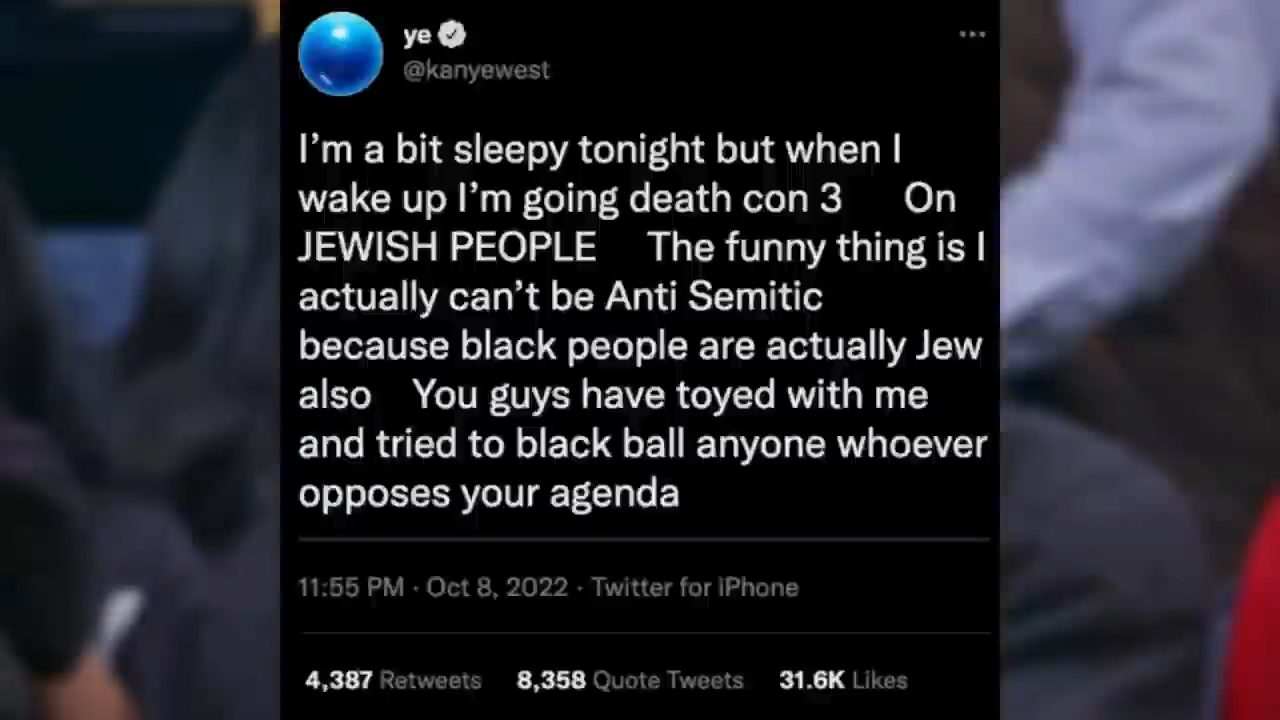 ye
@kanyewest
I'm a bit sleepy tonight but when I
wake up I'm going death con 3 On
JEWISH PEOPLE The funny thing is I
actually can't be Anti Semitic
because black people are actually Jew
also You guys have toyed with me
and tried to black ball anyone whoever
opposes your agenda
11:55 PM · Oct 8, 2022 · Twitter for iPhone
4,387 Retweets 8,358 Quote Tweets 31.6K Likes